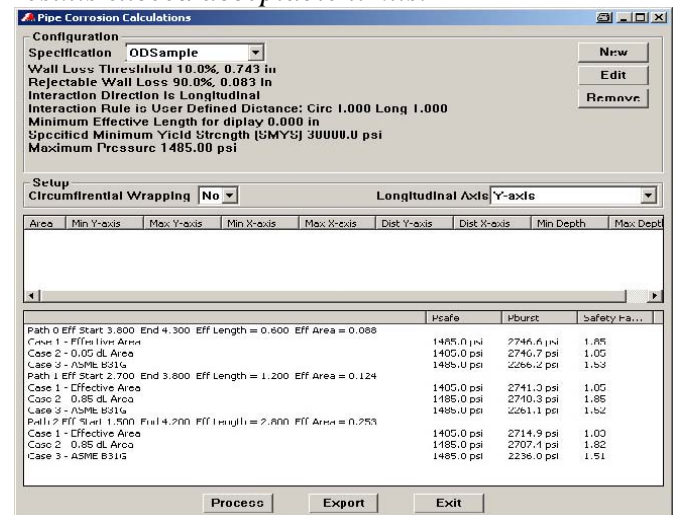 Pipe Corrosion Calculations
Configuration
Specification ODSample
New
Wall Loss Threshhold 10.0%, 0.743 in
Rejectable Wall Loss 90.0%, 0.083 in
Edit
Interaction Direction Is Longitudinal
Interaction Rule is User Defined Distance: Circ 1.000 Long 1.000
Remove
Minimum Effective Length for diplay 0.000 in
Specified Minimum Yield Strength (SMYS) 30000.0 psi
Maximum Pressure 1485.00 psi
Setup
Circumfirential Wrapping No Longitudinal Axis Y-axis
Area Min Y-axis Max Y-axis Min X-axis Max X-axis Dist Y-axis Dist X-axis Min Depth Max Dept
Psafe Pburst Safety Fa...
Path 0 Eff Start 3.800 End 4.300 Eff Length = 0.600 Eff Area = 0.088
Case 1 - Effective Area 1485.0 psi 2746.6 psi 1.85
Case 2 - 0.05 dL Area 1405.0 psi 2746.7 psi 1.05
Case 3 - ASME B31G 1485.0 psi 2266.2 psi 1.53
Path 1 Eff Start 2.700 End 3.800 Eff Length = 1.200 Eff Area = 0.124
Case 1 - Effective Area 1405.0 psi 2741.3 psi 1.05
Case 2 0.85 dL Area 1485.0 psi 2740.3 psi 1.85
Case 3 - ASME B31G 1485.0 psi 2261.1 psi 1.52
Path 2 Eff Start 1.500 End 4.200 Eff Length = 2.800 Eff Area = 0.253
Case 1 - Effective Area 1405.0 psi 2714.9 psi 1.03
Case 2 0.85 dL Area 1485.0 psi 2707.4 psi 1.82
Case 3 - ASME B31G 1485.0 psi 2236.0 psi 1.51
Process Export Exit